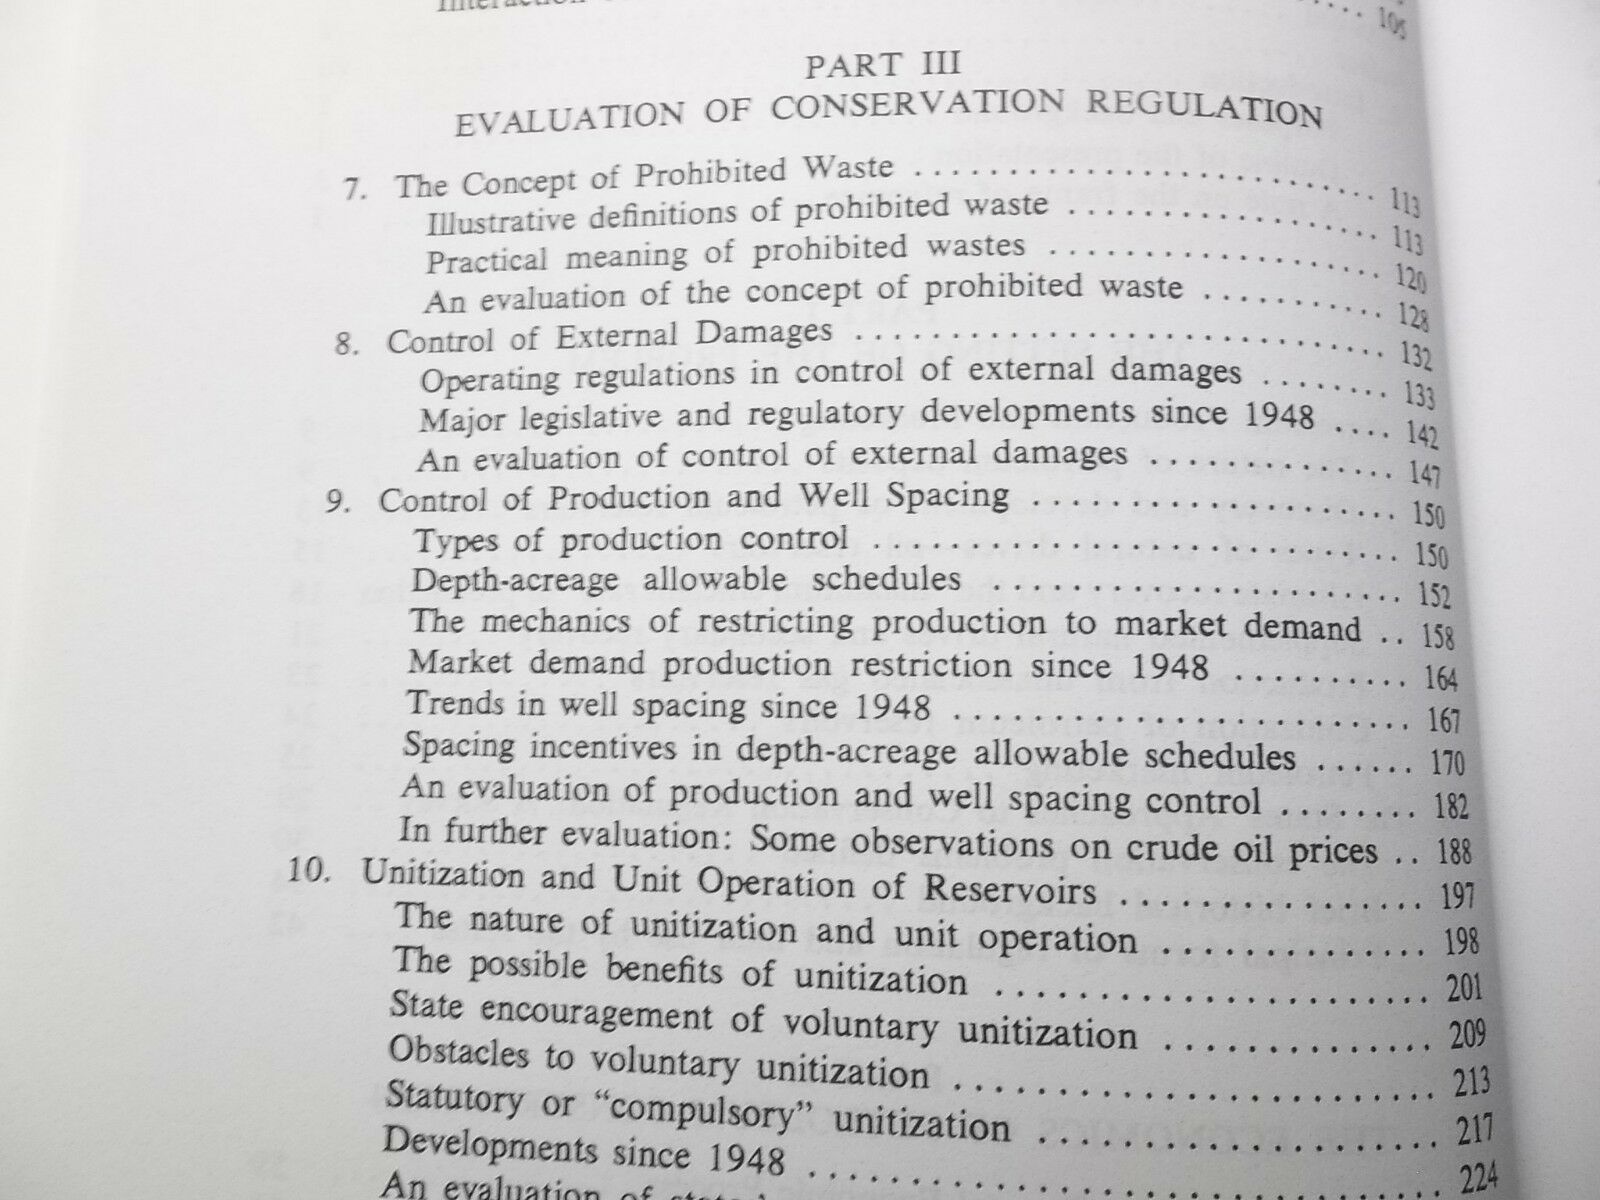 Interaction . . . . 105
PART III
EVALUATION OF CONSERVATION REGULATION
7. The Concept of Prohibited Waste . . . . . . . . . . . . . . . . . . . . . . . . . . 113
Illustrative definitions of prohibited waste . . . . . . . . . . . . . . . . . . 113
Practical meaning of prohibited wastes . . . . . . . . . . . . . . . . . . . 120
An evaluation of the concept of prohibited waste . . . . . . . . . . . 128
8. Control of External Damages . . . . . . . . . . . . . . . . . . . . . . . . . . . . . 132
Operating regulations in control of external damages . . . . . . . . 133
Major legislative and regulatory developments since 1948 . . . . 142
An evaluation of control of external damages . . . . . . . . . . . . . . 147
9. Control of Production and Well Spacing . . . . . . . . . . . . . . . . . . . . 150
Types of production control . . . . . . . . . . . . . . . . . . . . . . . . . . . . . 150
Depth-acreage allowable schedules . . . . . . . . . . . . . . . . . . . . . . 152
The mechanics of restricting production to market demand . . 158
Market demand production restriction since 1948 . . . . . . . . . . 164
Trends in well spacing since 1948 . . . . . . . . . . . . . . . . . . . . . . . . 167
Spacing incentives in depth-acreage allowable schedules . . . . . . 170
An evaluation of production and well spacing control . . . . . . . . 182
In further evaluation: Some observations on crude oil prices . . 188
10. Unitization and Unit Operation of Reservoirs . . . . . . . . . . . . . . . . 197
The nature of unitization and unit operation . . . . . . . . . . . . . . . 198
The possible benefits of unitization . . . . . . . . . . . . . . . . . . . . . . . 201
State encouragement of voluntary unitization . . . . . . . . . . . . . . 209
Obstacles to voluntary unitization . . . . . . . . . . . . . . . . . . . . . . . . 213
Statutory or “compulsory” unitization . . . . . . . . . . . . . . . . . . . . 217
Developments since 1948 . . . . . . . . . . . . . . . . . . . . . . . . . . . . . . 224
An evaluation of